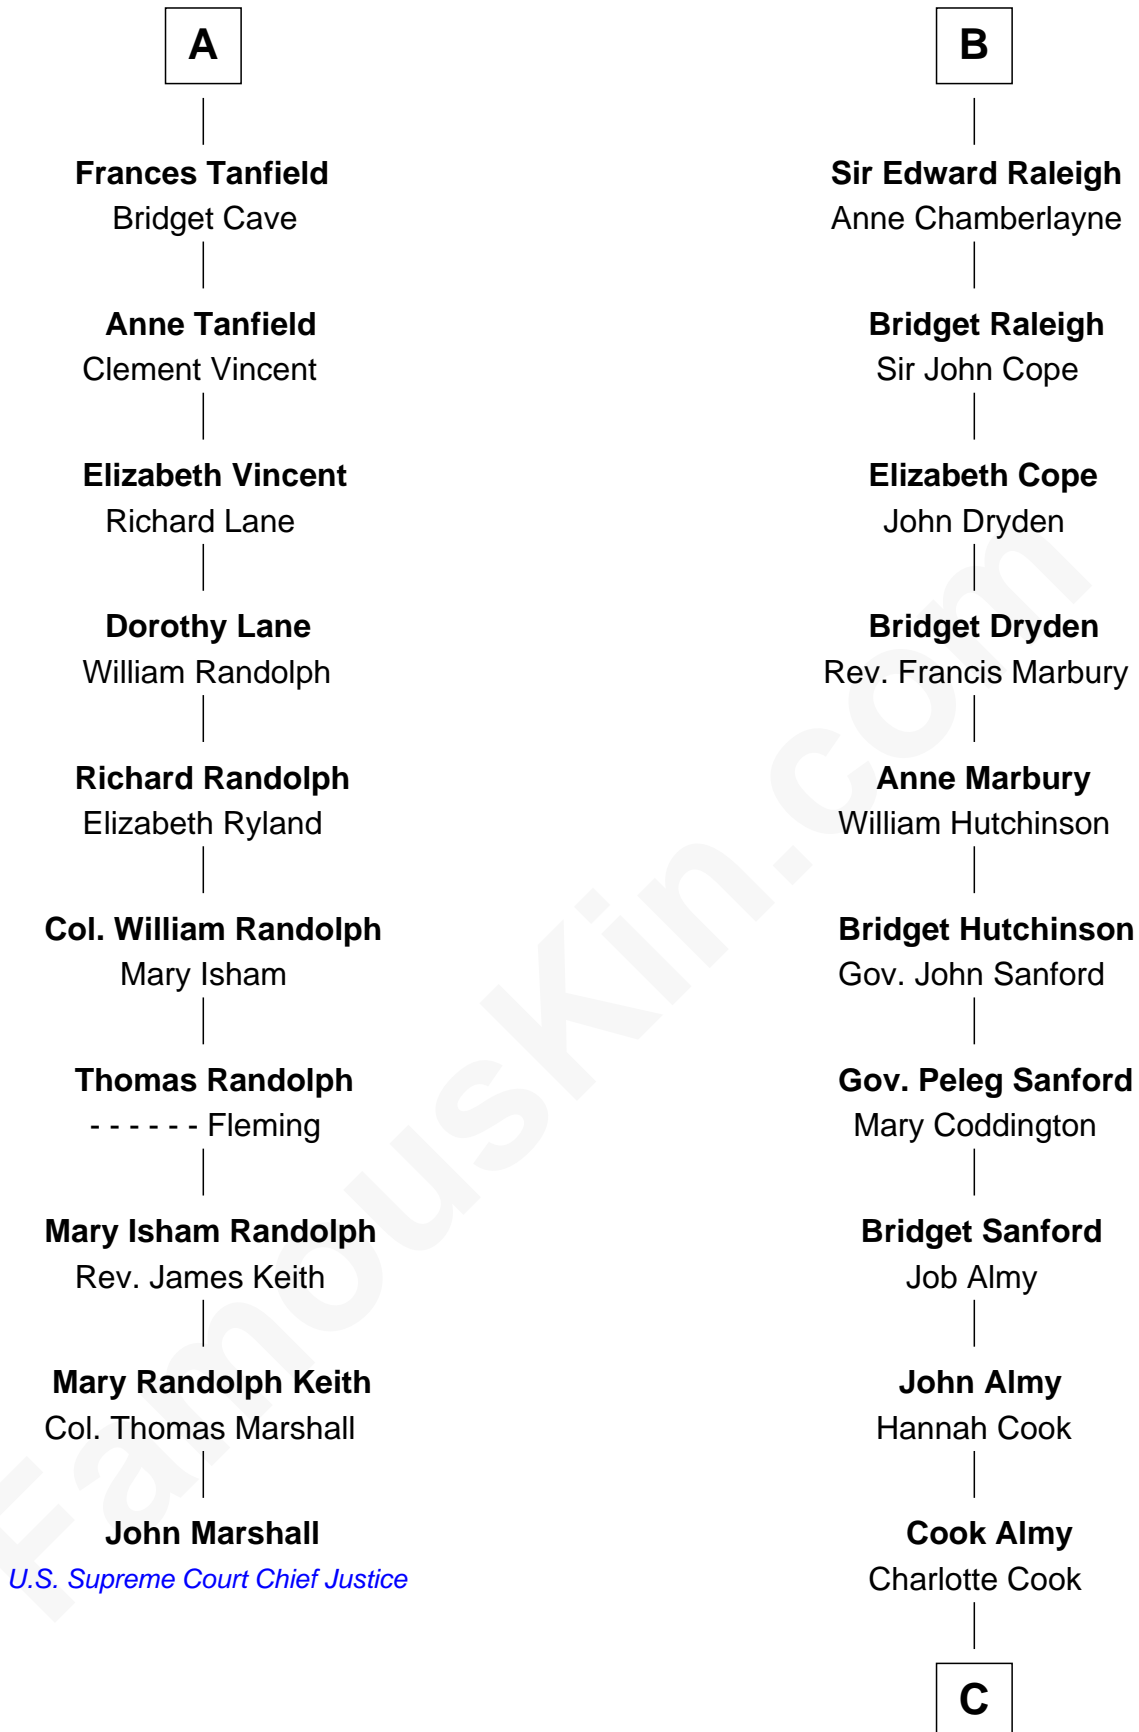 A
Frances Tanfield
Bridget Cave
Anne Tanfield
Clement Vincent
Elizabeth Vincent
Richard Lane
Dorothy Lane
William Randolph
Richard Randolph
Elizabeth Ryland
Col. William Randolph
Mary Isham
Thomas Randolph
- - - - - - Fleming
Mary Isham Randolph
Rev. James Keith
Mary Randolph Keith
Col. Thomas Marshall
John Marshall
U.S. Supreme Court Chief Justice
B
Sir Edward Raleigh
Anne Chamberlayne
Bridget Raleigh
Sir John Cope
Elizabeth Cope
John Dryden
Bridget Dryden
Rev. Francis Marbury
Anne Marbury
William Hutchinson
Bridget Hutchinson
Gov. John Sanford
Gov. Peleg Sanford
Mary Coddington
Bridget Sanford
Job Almy
John Almy
Hannah Cook
Cook Almy
Charlotte Cook
C
FamousKin.com